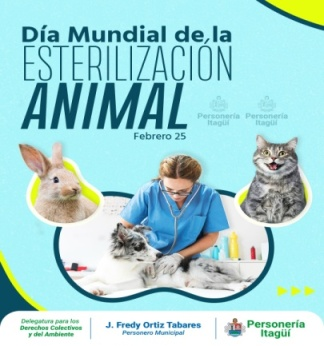 Día Mundial de la
ESTERILIZACIÓN
ANIMAL
Febrero 25
Personería
Itagüí
Personería
Itagüí
Delegatura para los
Derechos Colectivos
y del Ambiente
J. Fredy Ortiz Tabares
Personero Municipal
Personería
Itagüí